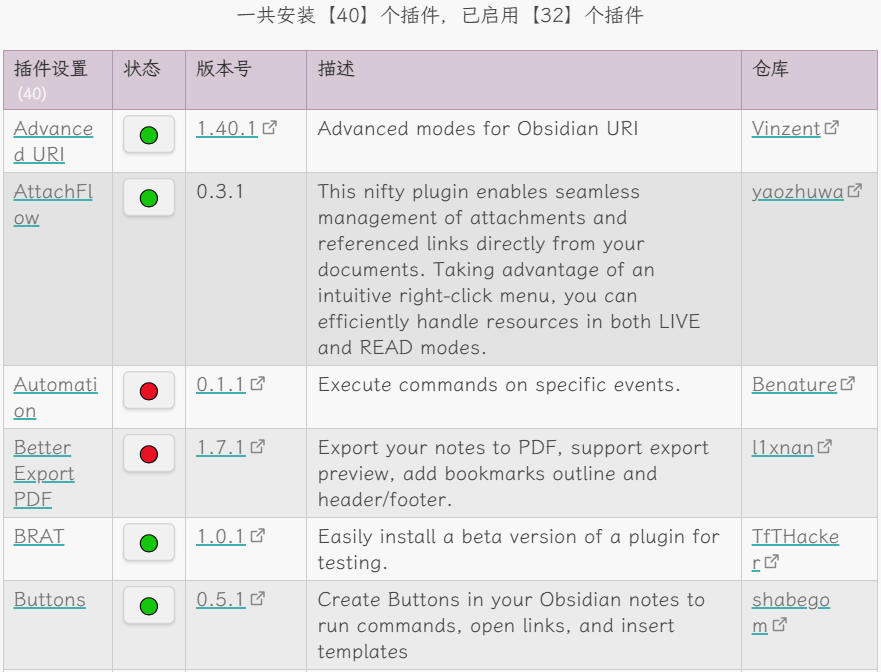 一共安装【40】个插件，已启用【32】个插件
插件设置 状态 版本号 描述 仓库
(40)
Advance 1.40.1 Advanced modes for Obsidian URI Vinzent
d URI
AttachFl 0.3.1 This nifty plugin enables seamless yaozhuwa
ow management of attachments and
referenced links directly from your
documents. Taking advantage of an
intuitive right-click menu, you can
efficiently handle resources in both LIVE
and READ modes.
Automati 0.1.1 Execute commands on specific events. Benature
on
Better 1.7.1 Export your notes to PDF, support export l1xnan
Export preview, add bookmarks outline and
PDF header/footer.
BRAT 1.0.1 Easily install a beta version of a plugin for TfTHacke
testing. r
Buttons 0.5.1 Create Buttons in your Obsidian notes to shabego
run commands, open links, and insert m
templates